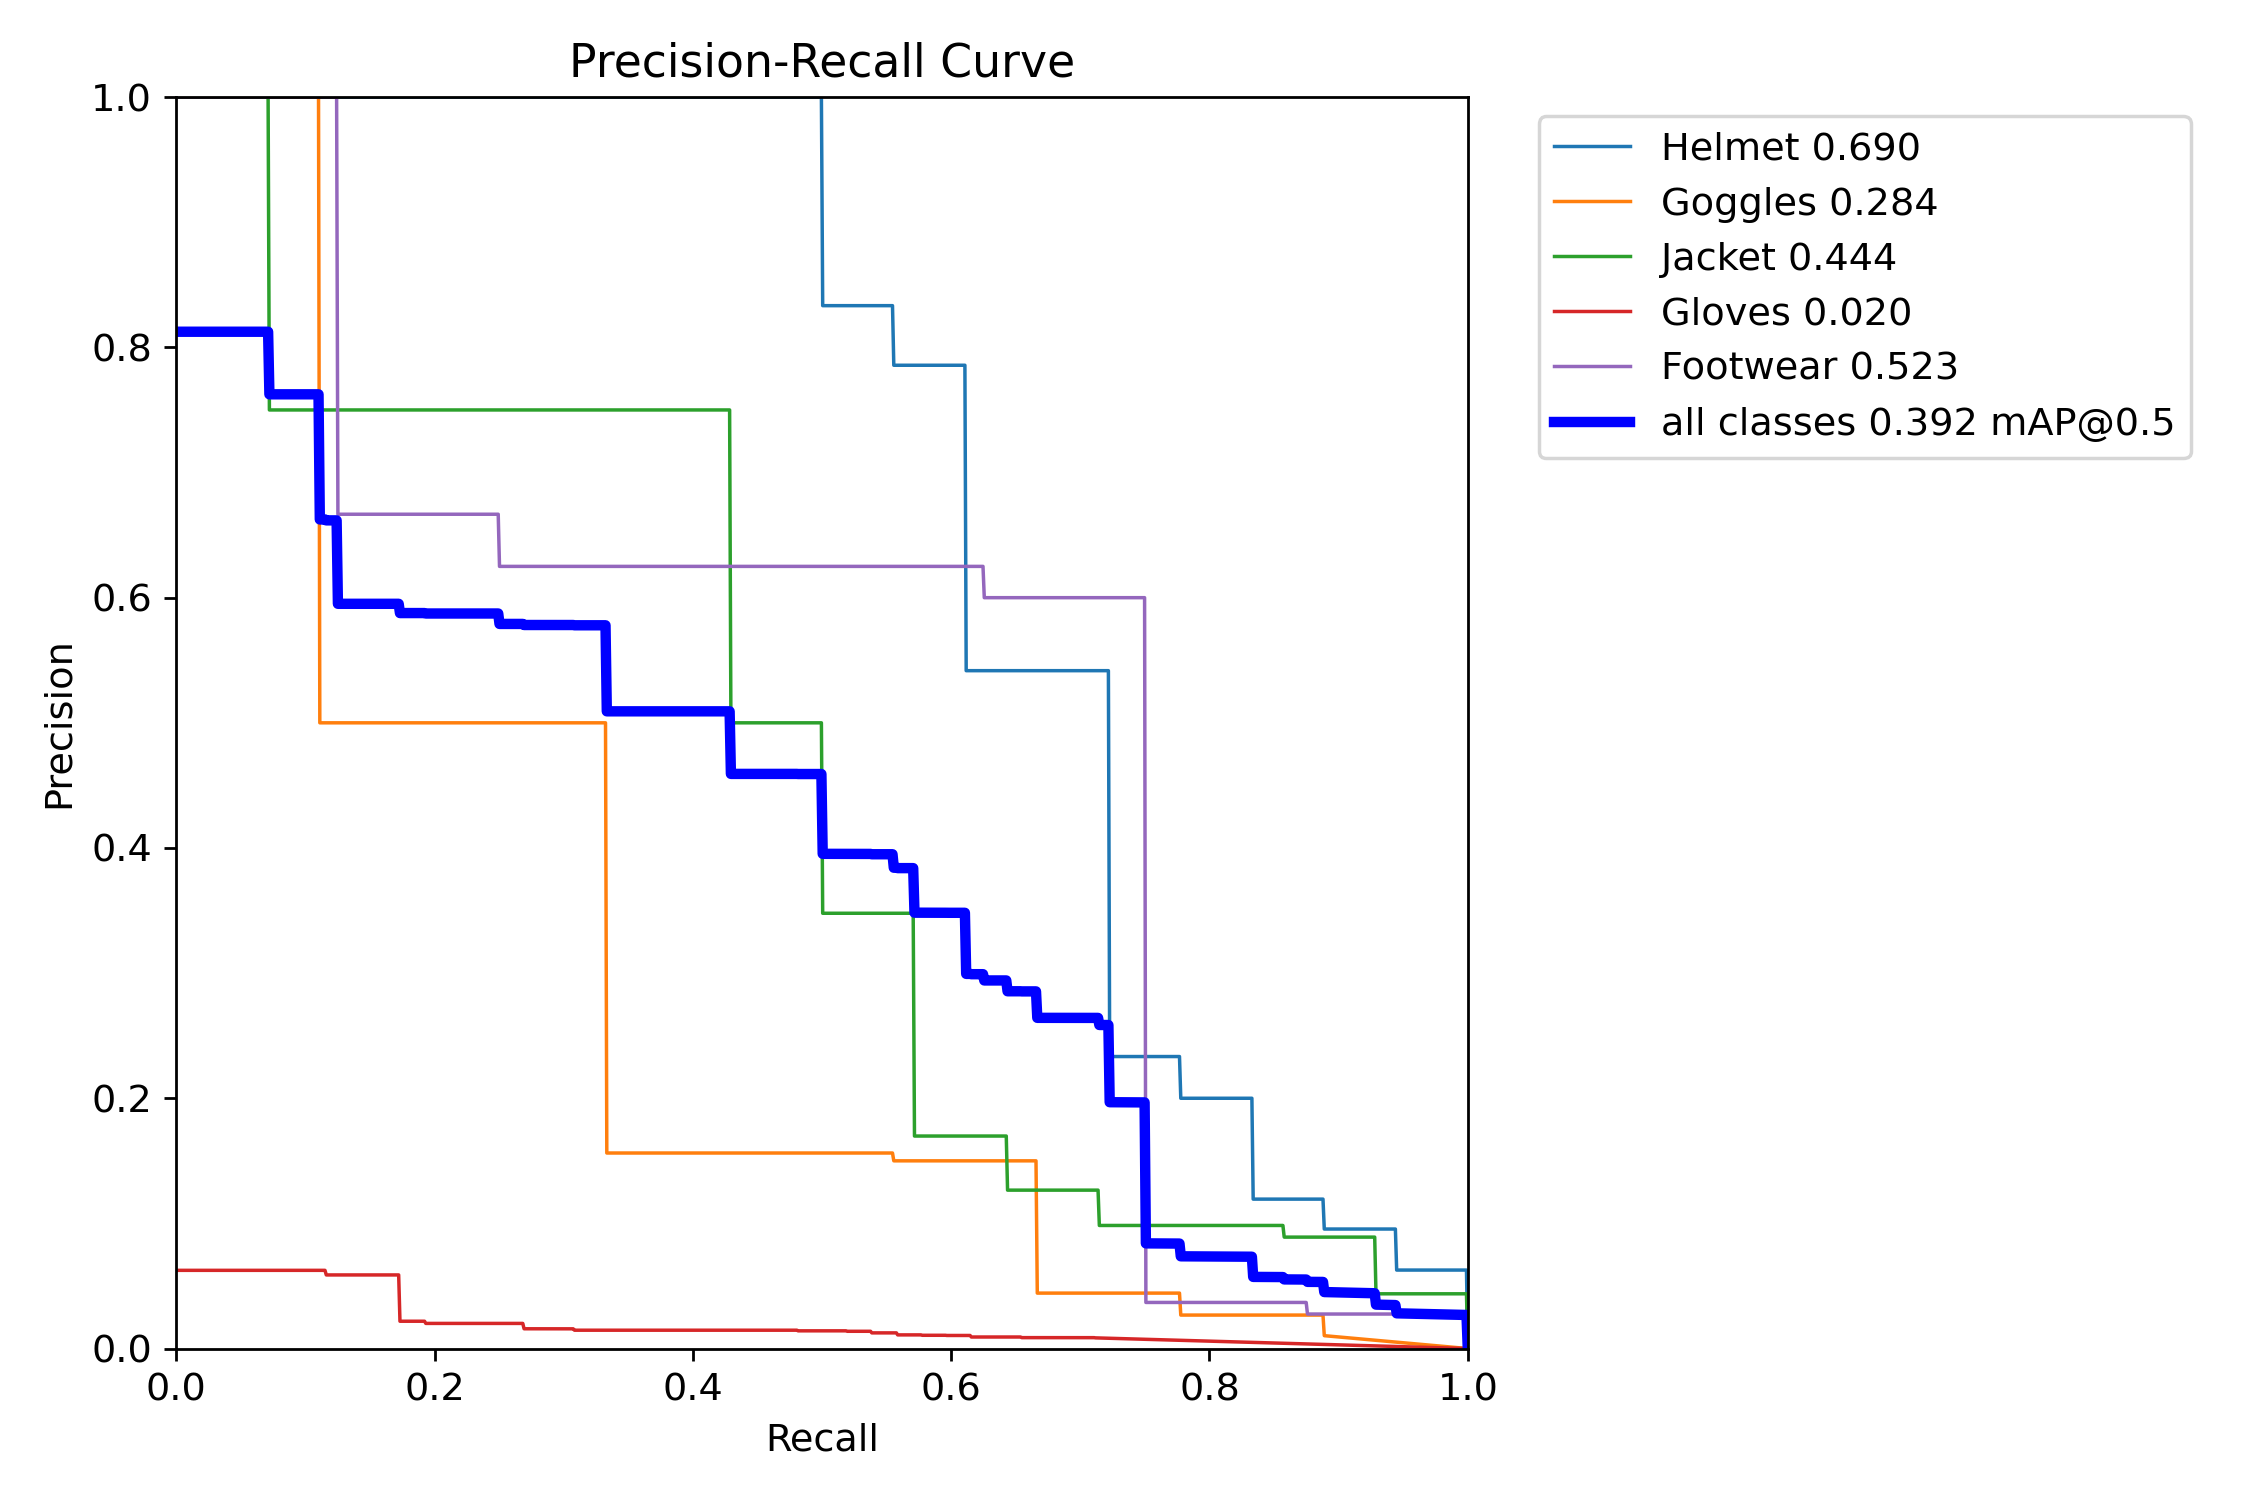 Precision-Recall Curve
1.0
0.8
0.6
0.4
0.2
0.0
Precision
0.0 0.2 0.4 0.6 0.8 1.0
Recall
Helmet 0.690
Goggles 0.284
Jacket 0.444
Gloves 0.020
Footwear 0.523
all classes 0.392 mAP@0.5